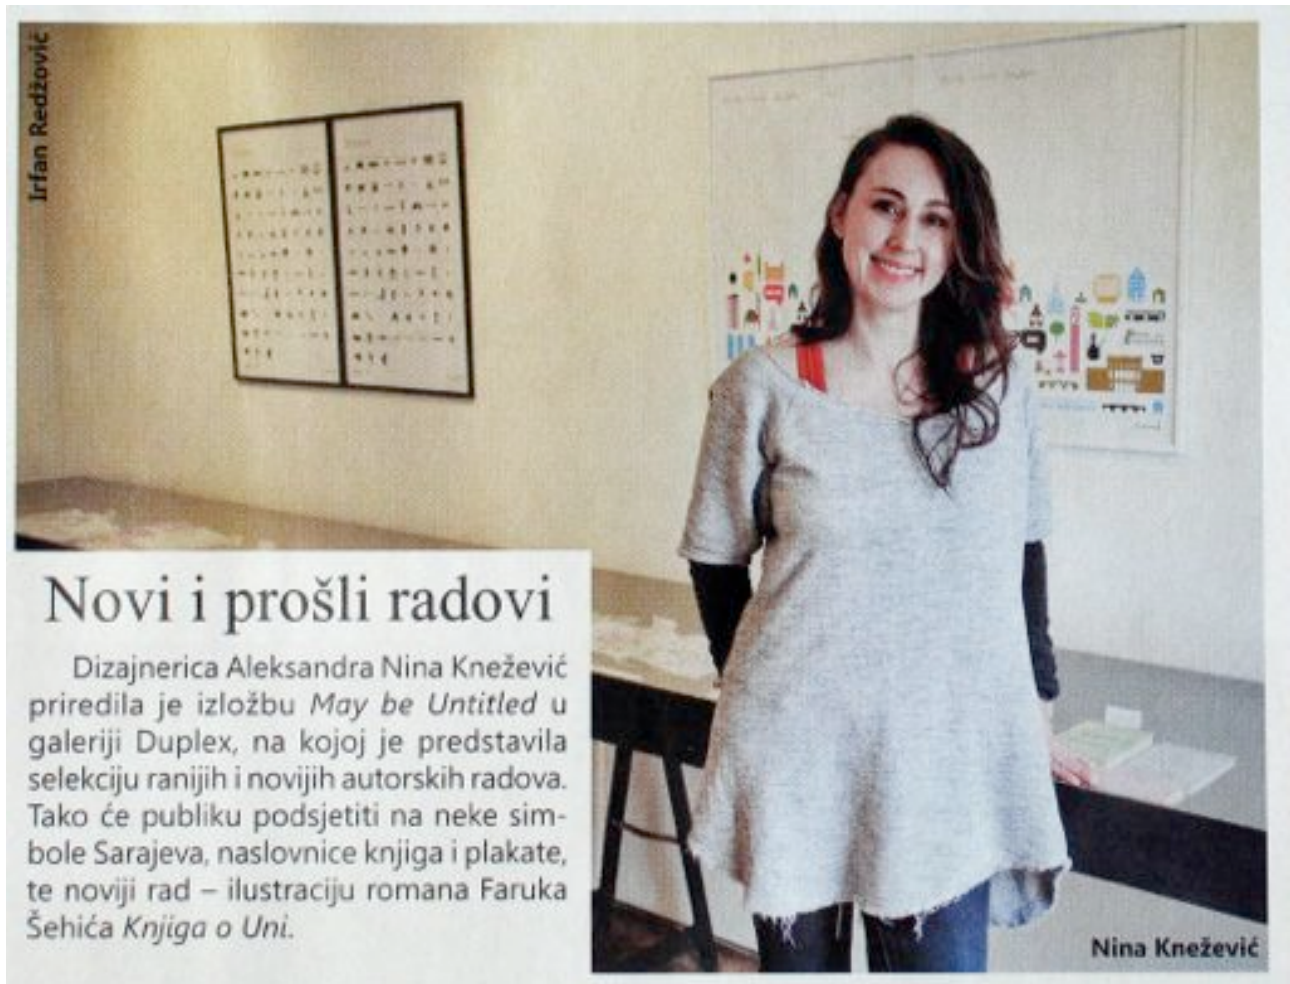 Irfan Redžović
Novi i prošli radovi
Dizajnerica Aleksandra Nina Knežević
priredila je izložbu May be Untitled u
galeriji Duplex, na kojoj je predstavila
selekciju ranijih i novijih autorskih radova.
Tako će publiku podsjetiti na neke sim-
bole Sarajeva, naslovnice knjiga i plakate,
te noviji rad – ilustraciju romana Faruka
Šehića Knjiga o Uni.
Nina Knežević